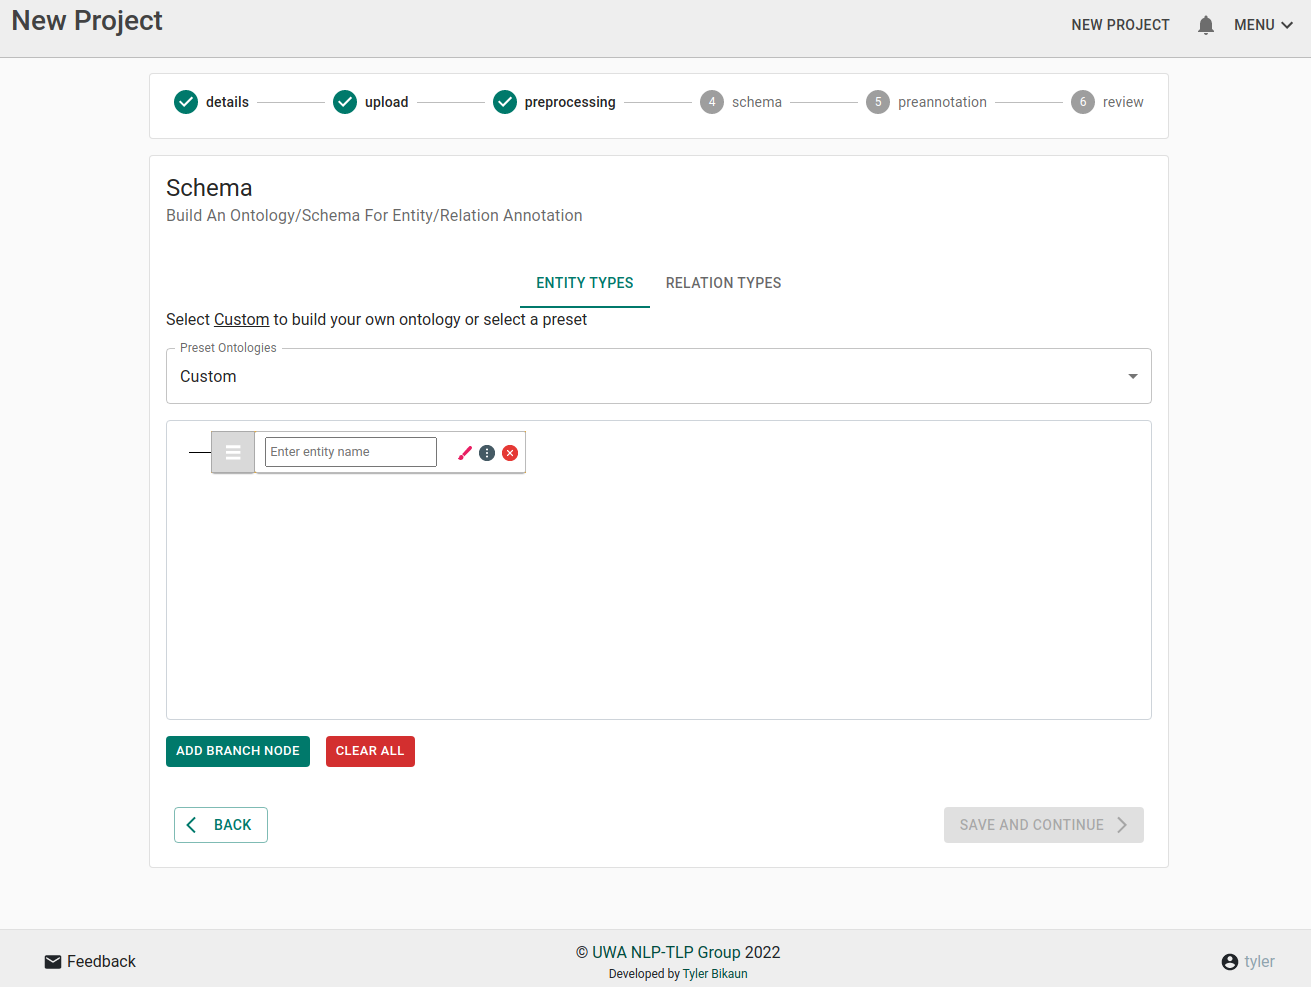 New Project
NEW PROJECT
MENU
details
upload
preprocessing
4 schema
5 preannotation
6 review
Schema
Build An Ontology/Schema For Entity/Relation Annotation
ENTITY TYPES
RELATION TYPES
Select Custom to build your own ontology or select a preset
Preset Ontologies
Custom
Enter entity name
ADD BRANCH NODE
CLEAR ALL
BACK
SAVE AND CONTINUE
Feedback
© UWA NLP-TLP Group 2022
Developed by Tyler Bikaun
tyler